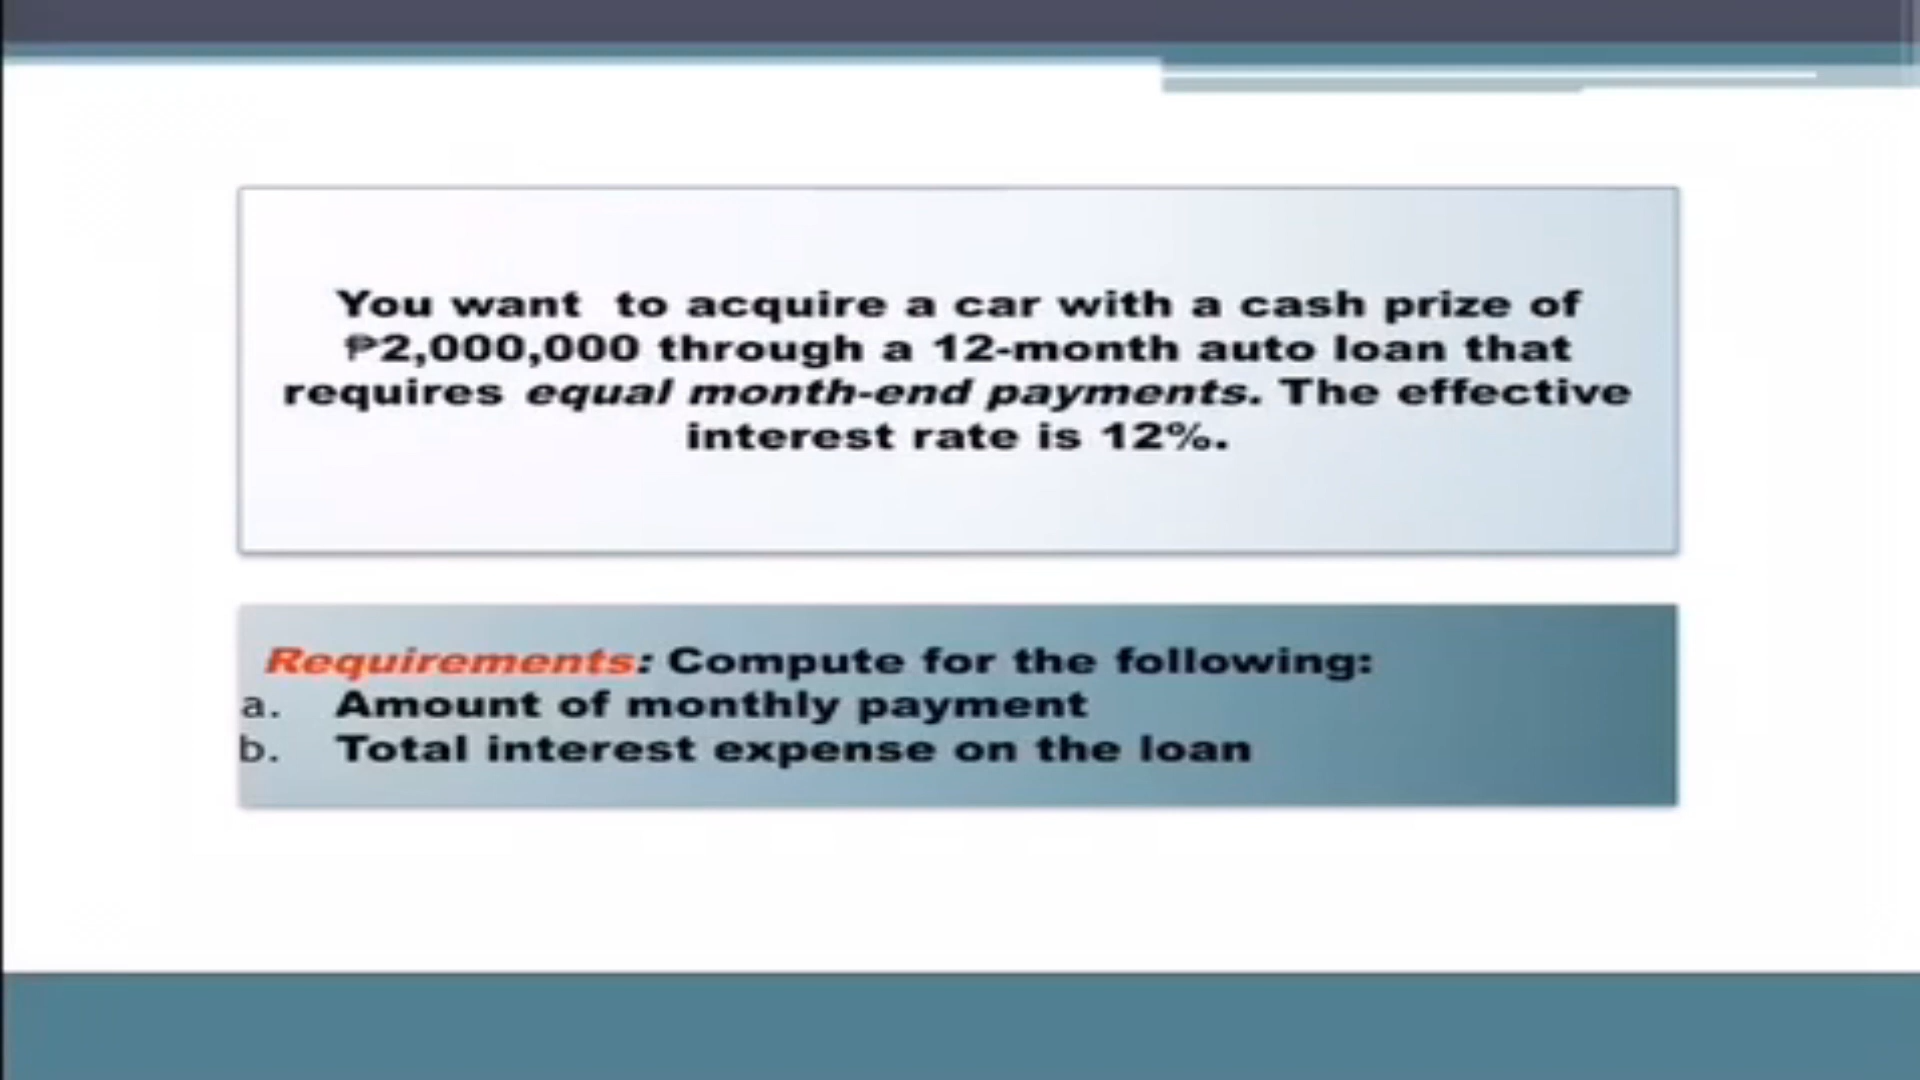 You want to acquire a car with a cash prize of
₱2,000,000 through a 12-month auto loan that
requires equal month-end payments. The effective
interest rate is 12%.
Requirements: Compute for the following:
a. Amount of monthly payment
b. Total interest expense on the loan